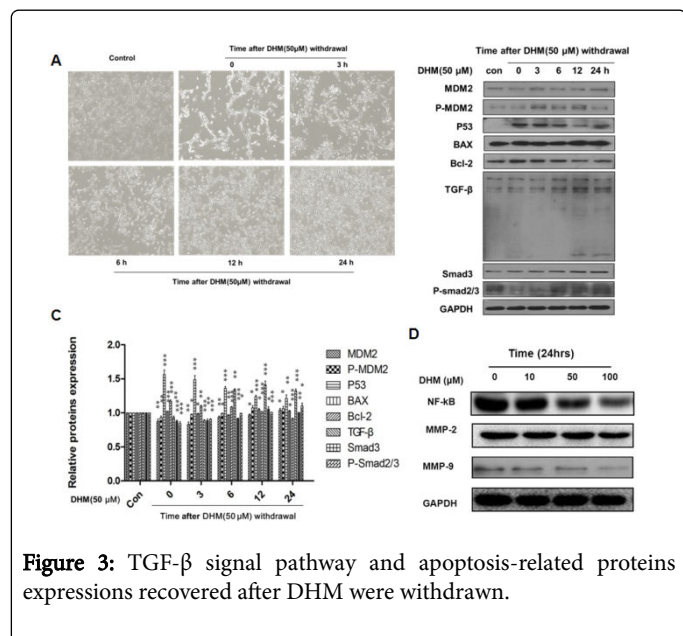 A
Control
Time after DHM(50μM) withdrawal
0
3 h
6 h
12 h
24 h
Time after DHM(50μM) withdrawal
Time after DHM(50 μM) withdrawal
DHM(50 μM) con 0 3 6 12 24 h
MDM2
P-MDM2
P53
BAX
Bcl-2
TGF-β
Smad3
P-smad2/3
GAPDH
C
Relative proteins expression
2.0
1.5
1.0
0.5
0.0
MDM2
P-MDM2
P53
BAX
Bcl-2
TGF-β
Smad3
P-Smad2/3
DHM(50 μM)
Con 0 3 6 12 24
Time after DHM(50 μM) withdrawal
D
Time (24hrs)
DHM (μM) 0 10 50 100
NF-kB
MMP-2
MMP-9
GAPDH
Figure 3: TGF-β signal pathway and apoptosis-related proteins
expressions recovered after DHM were withdrawn.